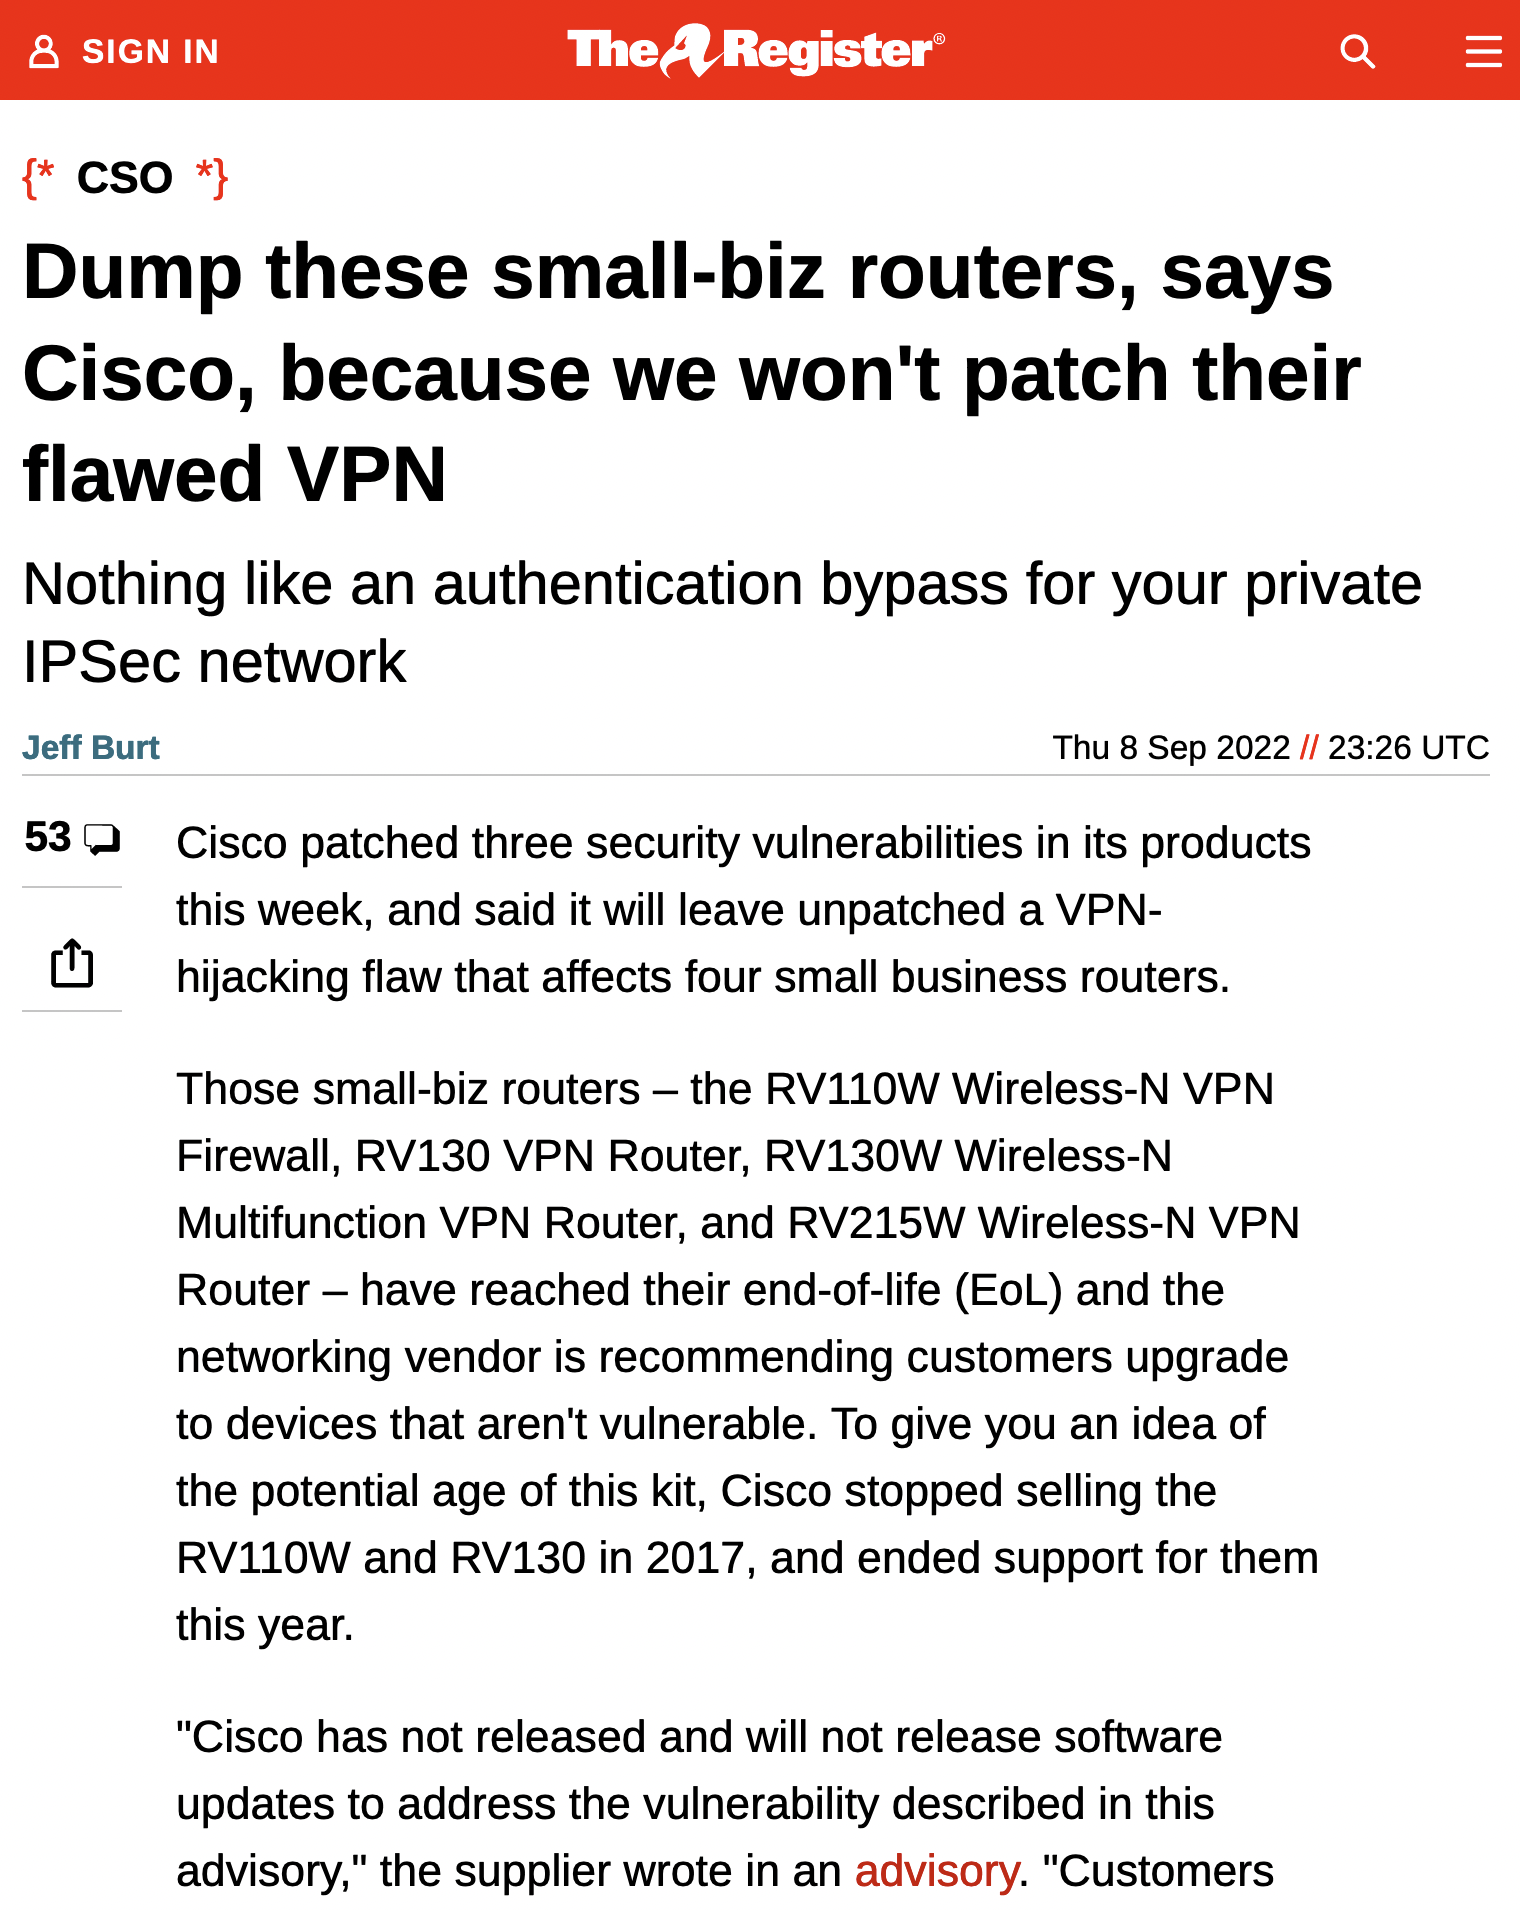 SIGN IN
The Register®
{* CSO *}
Dump these small-biz routers, says
Cisco, because we won't patch their
flawed VPN
Nothing like an authentication bypass for your private
IPSec network
Jeff Burt
Thu 8 Sep 2022 // 23:26 UTC
53
Cisco patched three security vulnerabilities in its products
this week, and said it will leave unpatched a VPN-
hijacking flaw that affects four small business routers.
Those small-biz routers – the RV110W Wireless-N VPN
Firewall, RV130 VPN Router, RV130W Wireless-N
Multifunction VPN Router, and RV215W Wireless-N VPN
Router – have reached their end-of-life (EoL) and the
networking vendor is recommending customers upgrade
to devices that aren't vulnerable. To give you an idea of
the potential age of this kit, Cisco stopped selling the
RV110W and RV130 in 2017, and ended support for them
this year.
"Cisco has not released and will not release software
updates to address the vulnerability described in this
advisory," the supplier wrote in an advisory. "Customers